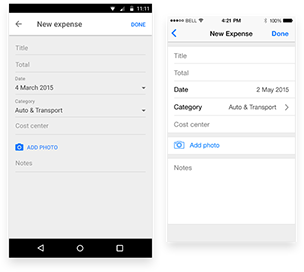 11:11
New expense
DONE
Title
Total
Date
4 March 2015
Category
Auto & Transport
Cost center
ADD PHOTO
Notes
BELL
4:21 PM
100%
New Expense
Done
Title
Total
Date
2 May 2015
Category
Auto & Transport
Cost center
Add photo
Notes